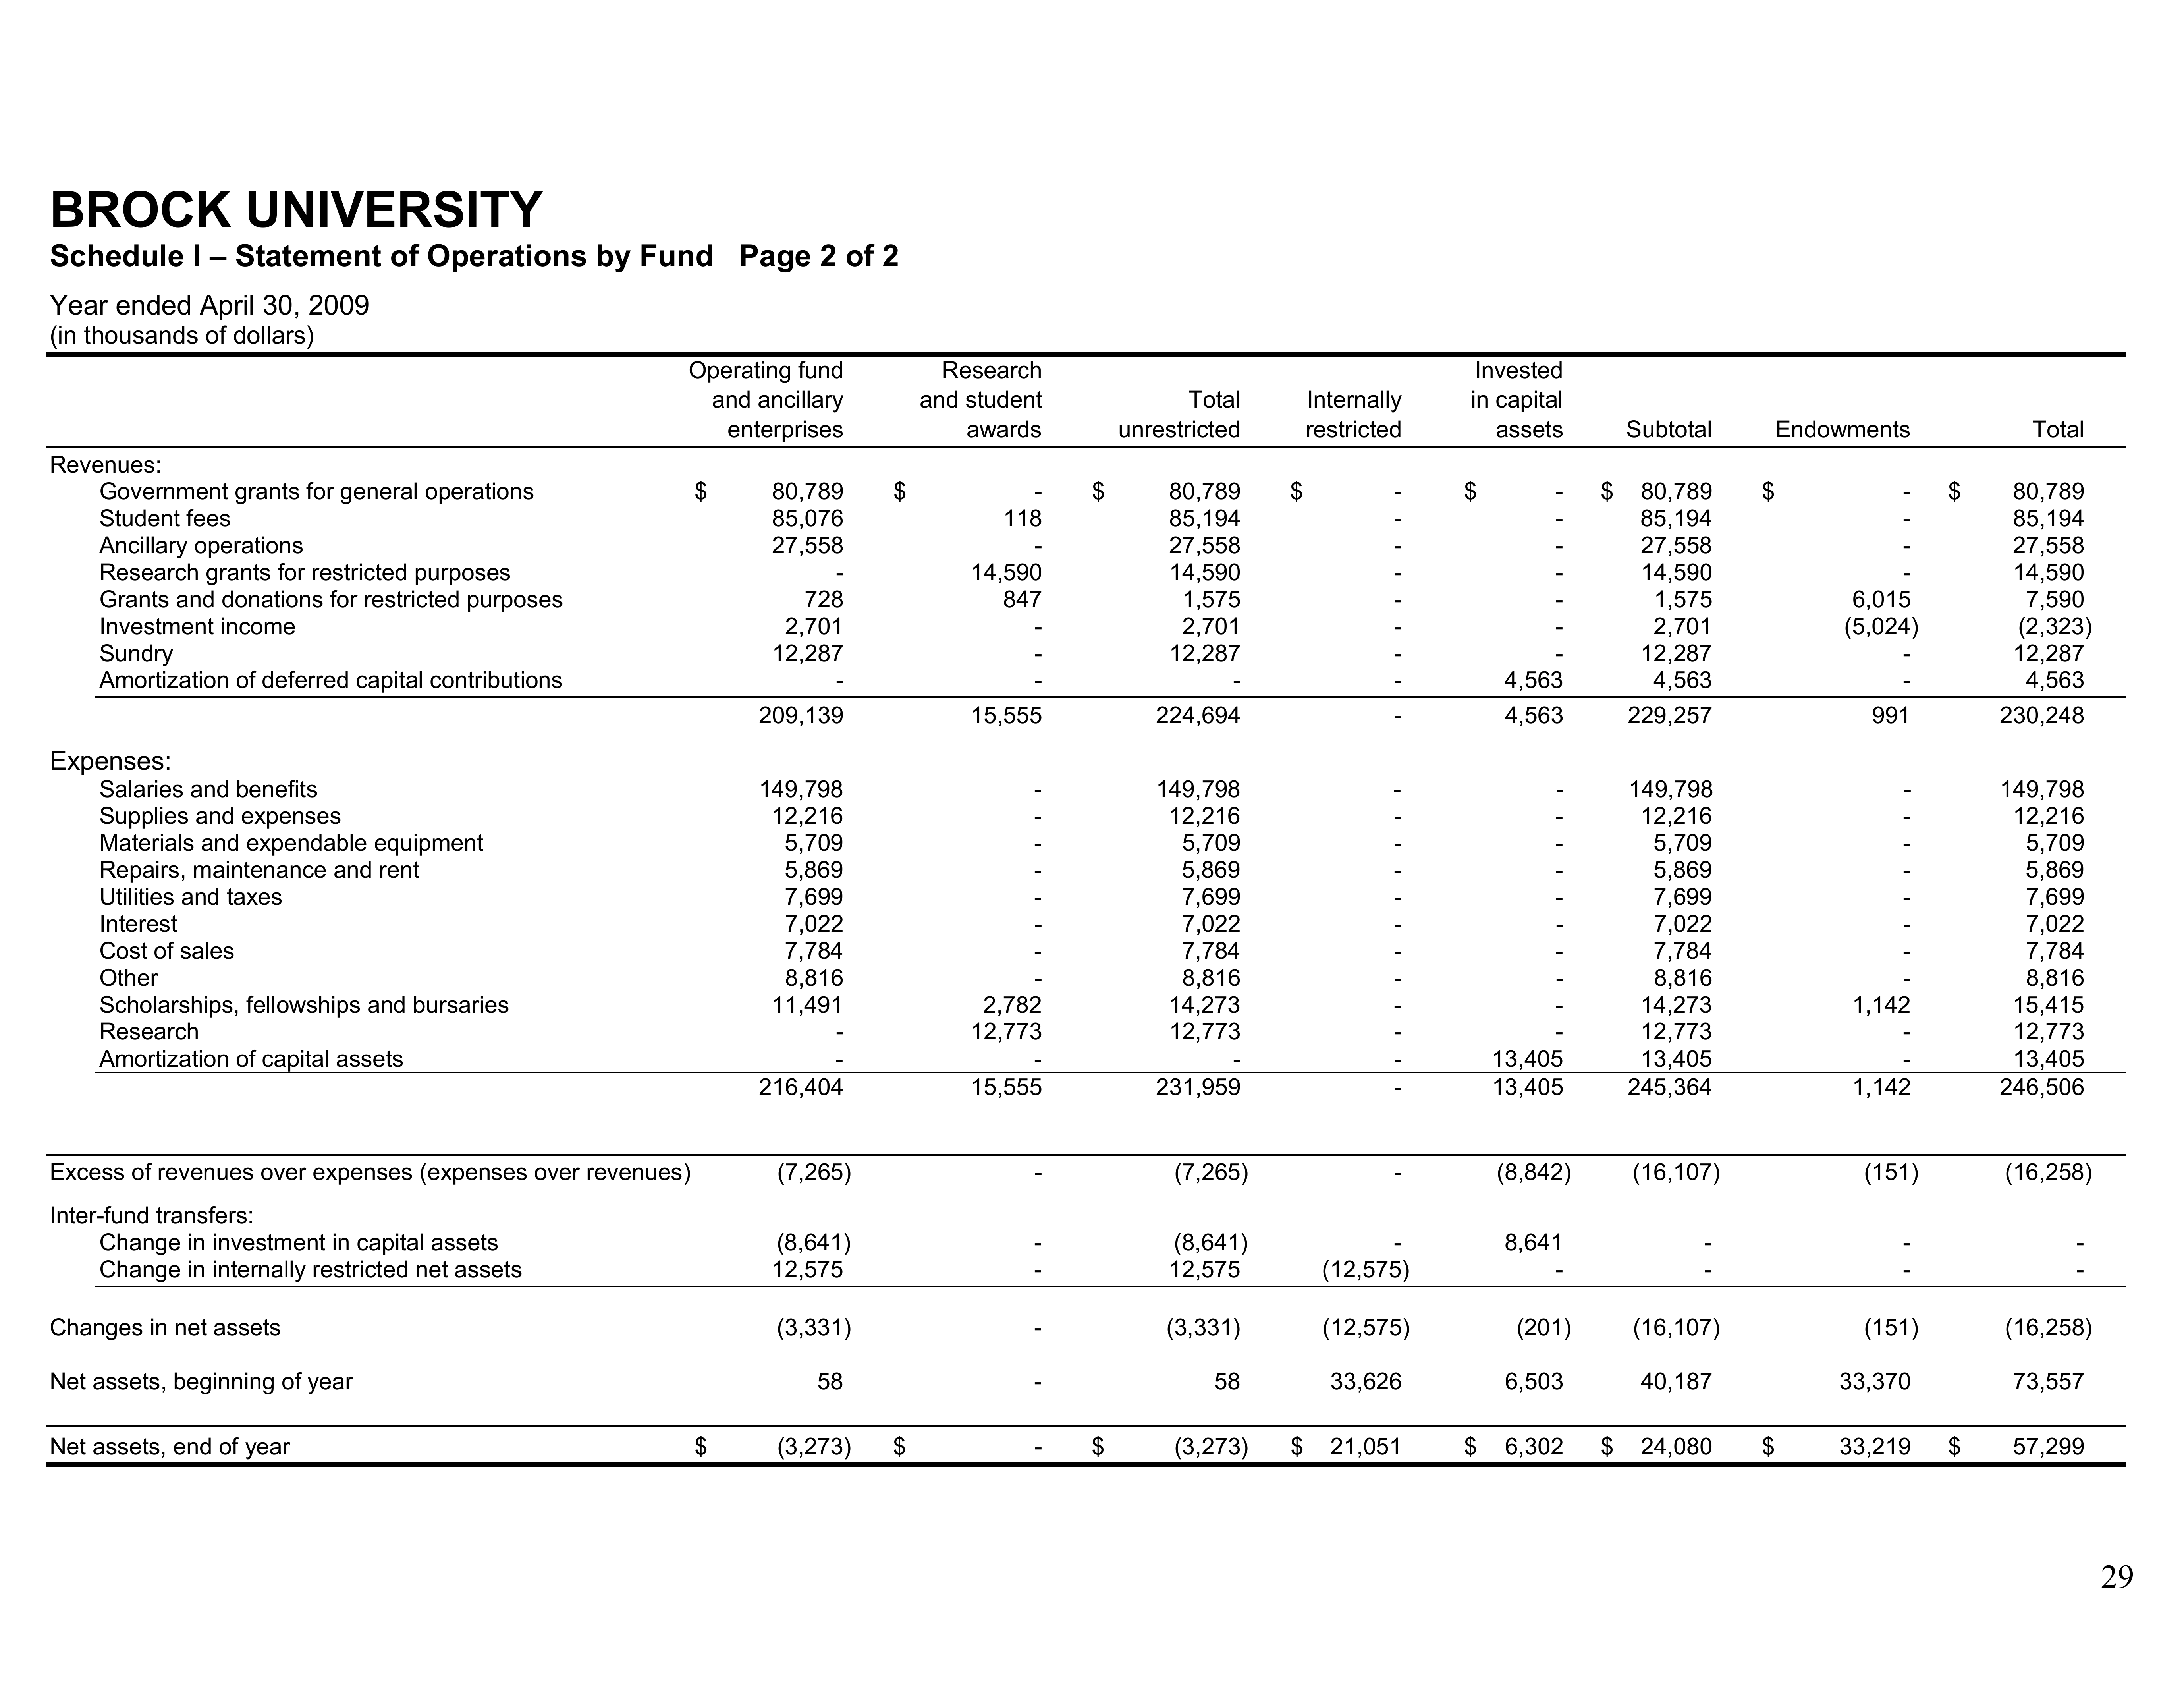 BROCK UNIVERSITY
Schedule I – Statement of Operations by Fund Page 2 of 2
Year ended April 30, 2009
(in thousands of dollars)
Operating fund Research Invested
and ancillary and student Total Internally in capital
enterprises awards unrestricted restricted assets Subtotal Endowments Total
Revenues:
Government grants for general operations $ 80,789 $ - $ 80,789 $ - $ - $ 80,789 $ - $ 80,789
Student fees 85,076 118 85,194 - - 85,194 - 85,194
Ancillary operations 27,558 - 27,558 - - 27,558 - 27,558
Research grants for restricted purposes - 14,590 14,590 - - 14,590 - 14,590
Grants and donations for restricted purposes 728 847 1,575 - - 1,575 6,015 7,590
Investment income 2,701 - 2,701 - - 2,701 (5,024) (2,323)
Sundry 12,287 - 12,287 - - 12,287 - 12,287
Amortization of deferred capital contributions - - - - 4,563 4,563 - 4,563
209,139 15,555 224,694 - 4,563 229,257 991 230,248
Expenses:
Salaries and benefits 149,798 - 149,798 - - 149,798 - 149,798
Supplies and expenses 12,216 - 12,216 - - 12,216 - 12,216
Materials and expendable equipment 5,709 - 5,709 - - 5,709 - 5,709
Repairs, maintenance and rent 5,869 - 5,869 - - 5,869 - 5,869
Utilities and taxes 7,699 - 7,699 - - 7,699 - 7,699
Interest 7,022 - 7,022 - - 7,022 - 7,022
Cost of sales 7,784 - 7,784 - - 7,784 - 7,784
Other 8,816 - 8,816 - - 8,816 - 8,816
Scholarships, fellowships and bursaries 11,491 2,782 14,273 - - 14,273 1,142 15,415
Research - 12,773 12,773 - - 12,773 - 12,773
Amortization of capital assets - - - - 13,405 13,405 - 13,405
216,404 15,555 231,959 - 13,405 245,364 1,142 246,506
Excess of revenues over expenses (expenses over revenues) (7,265) - (7,265) - (8,842) (16,107) (151) (16,258)
Inter-fund transfers:
Change in investment in capital assets (8,641) - (8,641) - 8,641 - - -
Change in internally restricted net assets 12,575 - 12,575 (12,575) - - - -
Changes in net assets (3,331) - (3,331) (12,575) (201) (16,107) (151) (16,258)
Net assets, beginning of year 58 - 58 33,626 6,503 40,187 33,370 73,557
Net assets, end of year $ (3,273) $ - $ (3,273) $ 21,051 $ 6,302 $ 24,080 $ 33,219 $ 57,299
29